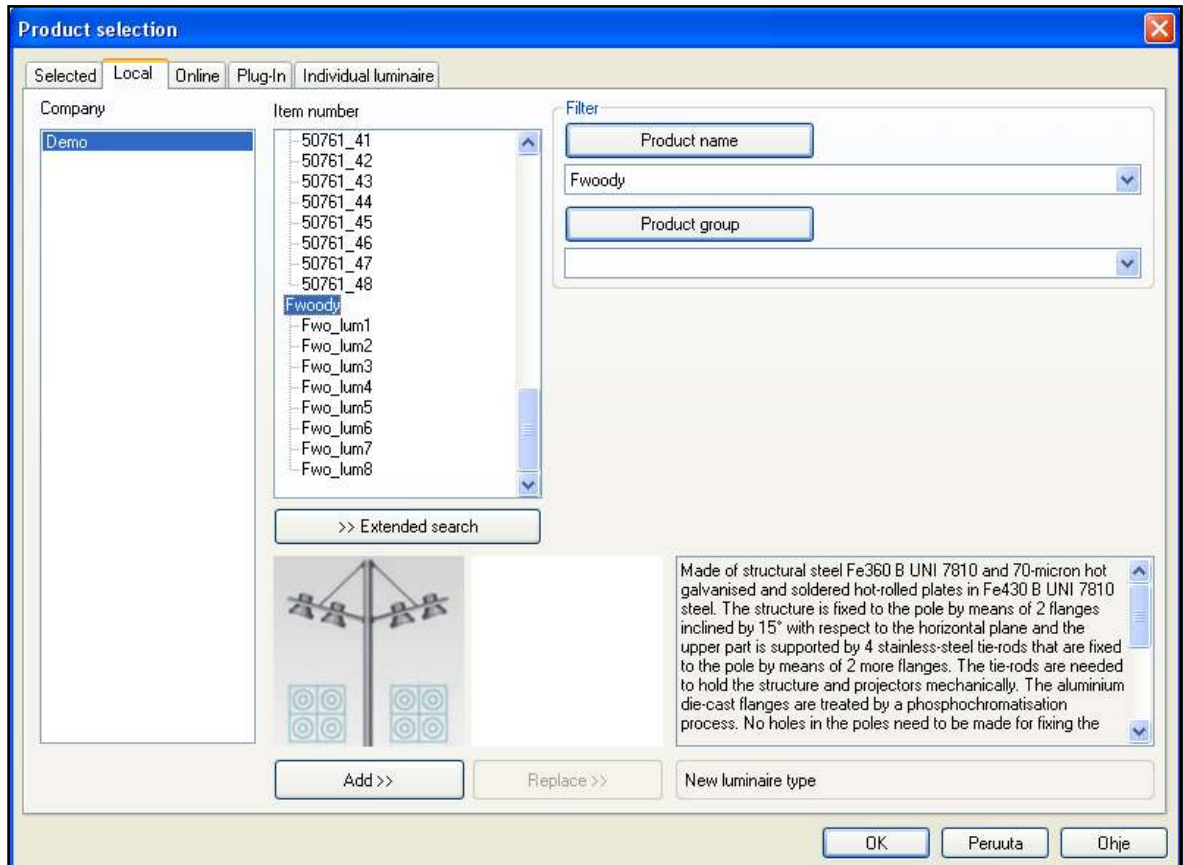 Product selection
Selected Local Online Plug-In Individual luminaire
Company
Demo
Item number
50761_41
50761_42
50761_43
50761_44
50761_45
50761_46
50761_47
50761_48
Fwoody
Fwo_lum1
Fwo_lum2
Fwo_lum3
Fwo_lum4
Fwo_lum5
Fwo_lum6
Fwo_lum7
Fwo_lum8
>> Extended search
Filter
Product name
Fwoody
Product group
Made of structural steel Fe360 B UNI 7810 and 70-micron hot
galvanised and soldered hot-rolled plates in Fe430 B UNI 7810
steel. The structure is fixed to the pole by means of 2 flanges
inclined by 15° with respect to the horizontal plane and the
upper part is supported by 4 stainless-steel tie-rods that are fixed
to the pole by means of 2 more flanges. The tie-rods are needed
to hold the structure and projectors mechanically. The aluminium
die-cast flanges are treated by a phosphochromatisation
process. No holes in the poles need to be made for fixing the
Add >>
Replace >>
New luminaire type
OK
Peruuta
Ohje